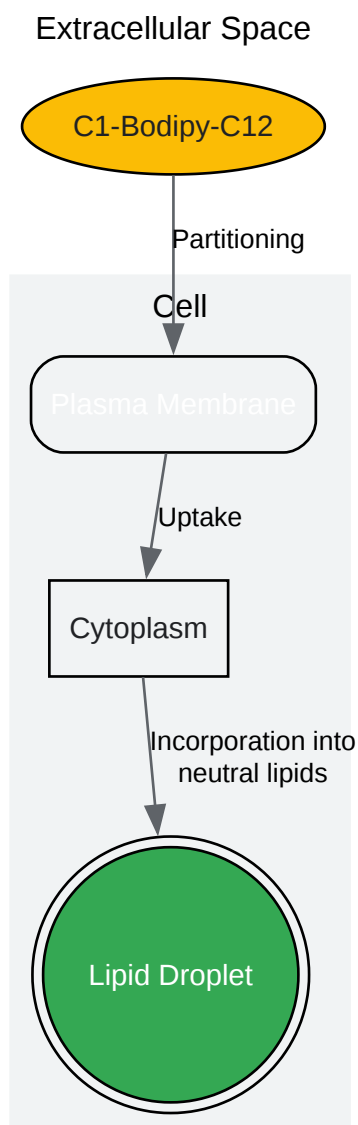 Extracellular Space
C1-Bodipy-C12
Partitioning
Cell
Plasma Membrane
Uptake
Cytoplasm
Incorporation into
neutral lipids
Lipid Droplet